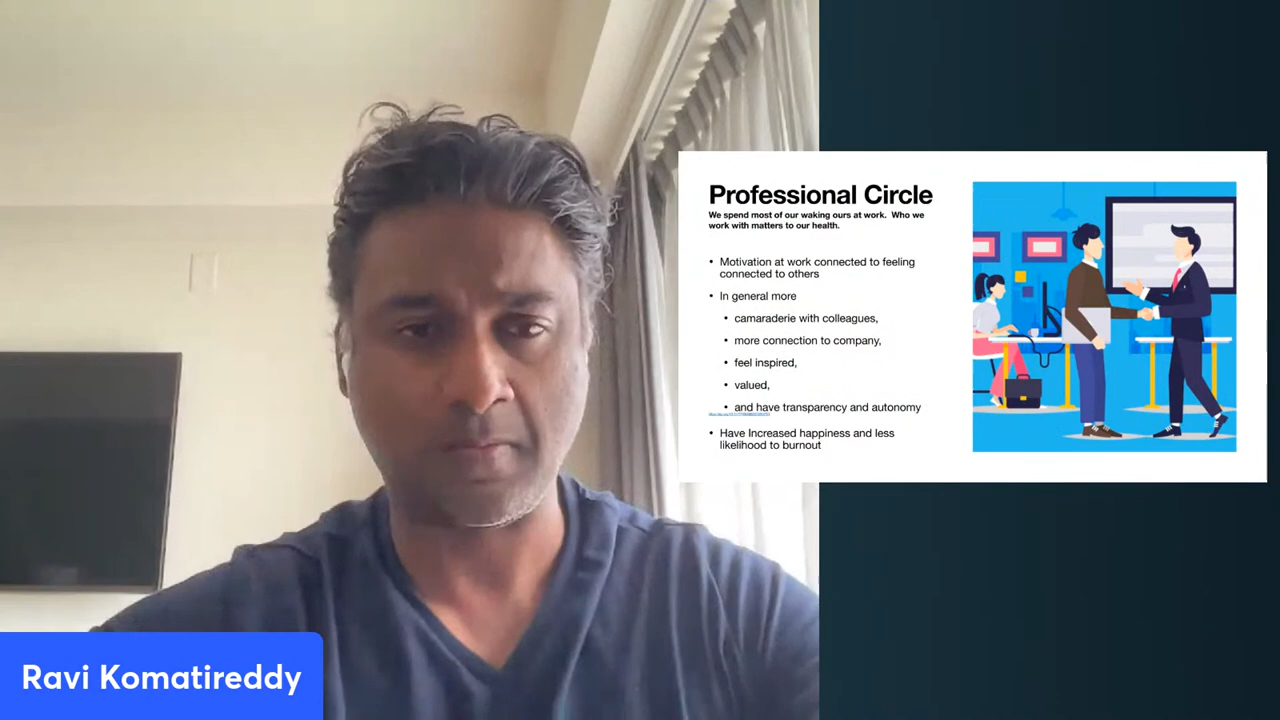 Professional Circle
We spend most of our waking ours at work. Who we
work with matters to our health.
• Motivation at work connected to feeling
connected to others
• In general more
• camaraderie with colleagues,
• more connection to company,
• feel inspired,
• valued,
• and have transparency and autonomy
• Have Increased happiness and less
likelihood to burnout
Ravi Komatireddy